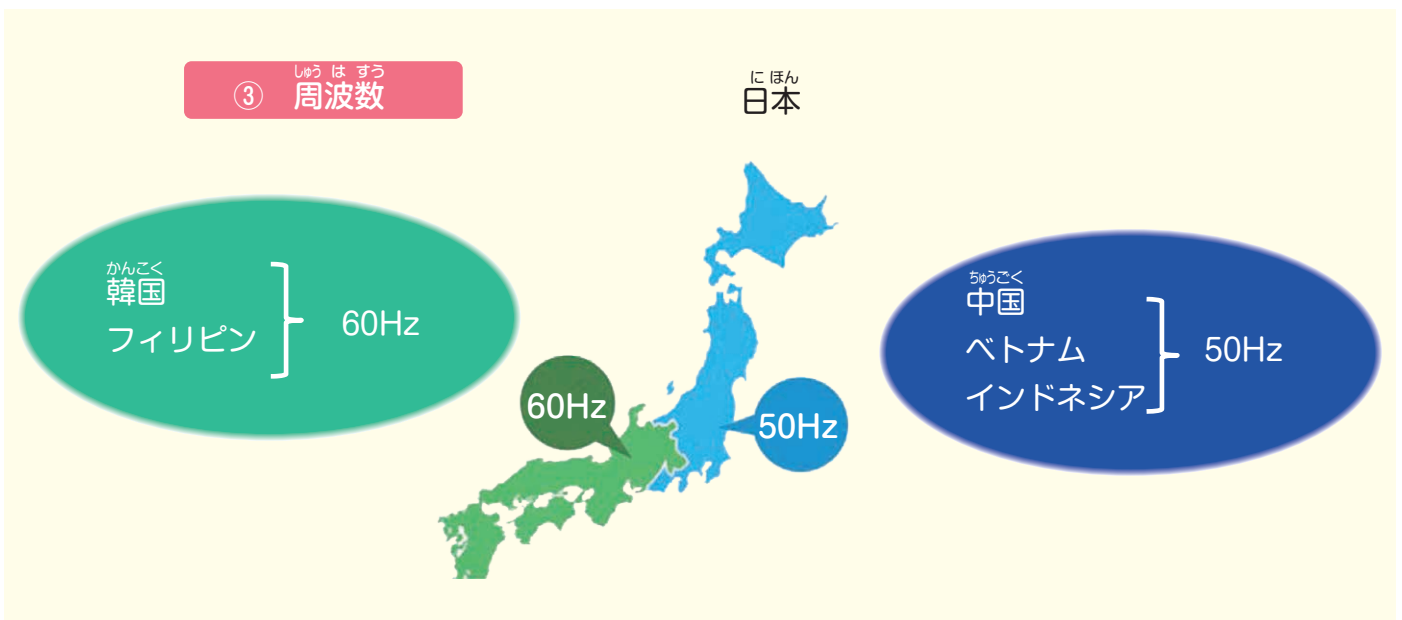 しゅう は すう
③ 周波数
に ほん
日本
かんこく
韓国
フィリピン
60Hz
60Hz
50Hz
ちゅうごく
中国
ベトナム
インドネシア
50Hz